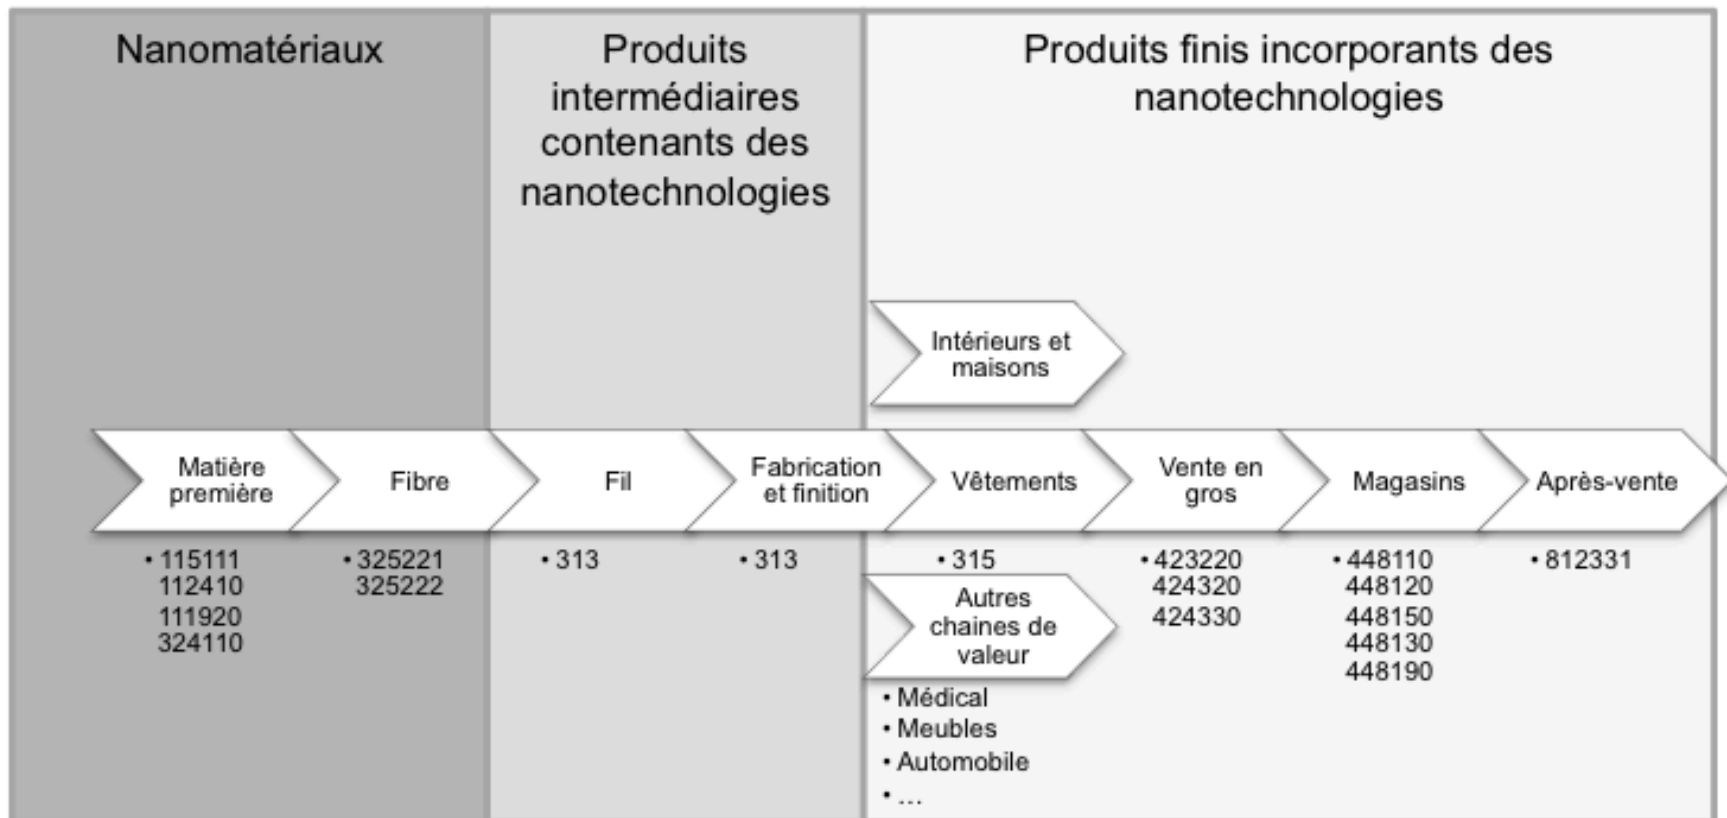 Nanomatériaux
Produits
intermédiaires
contenants des
nanotechnologies
Produits finis incorporants des
nanotechnologies
Intérieurs et
maisons
Matière
première
Fibre
Fil
Fabrication
et finition
Vêtements
Vente en
gros
Magasins
Après-vente
• 115111
112410
111920
324110
• 325221
325222
• 313
• 313
• 315
• 423220
424320
424330
• 448110
448120
448150
448130
448190
• 812331
Autres
chaines de
valeur
• Médical
• Meubles
• Automobile
• ...